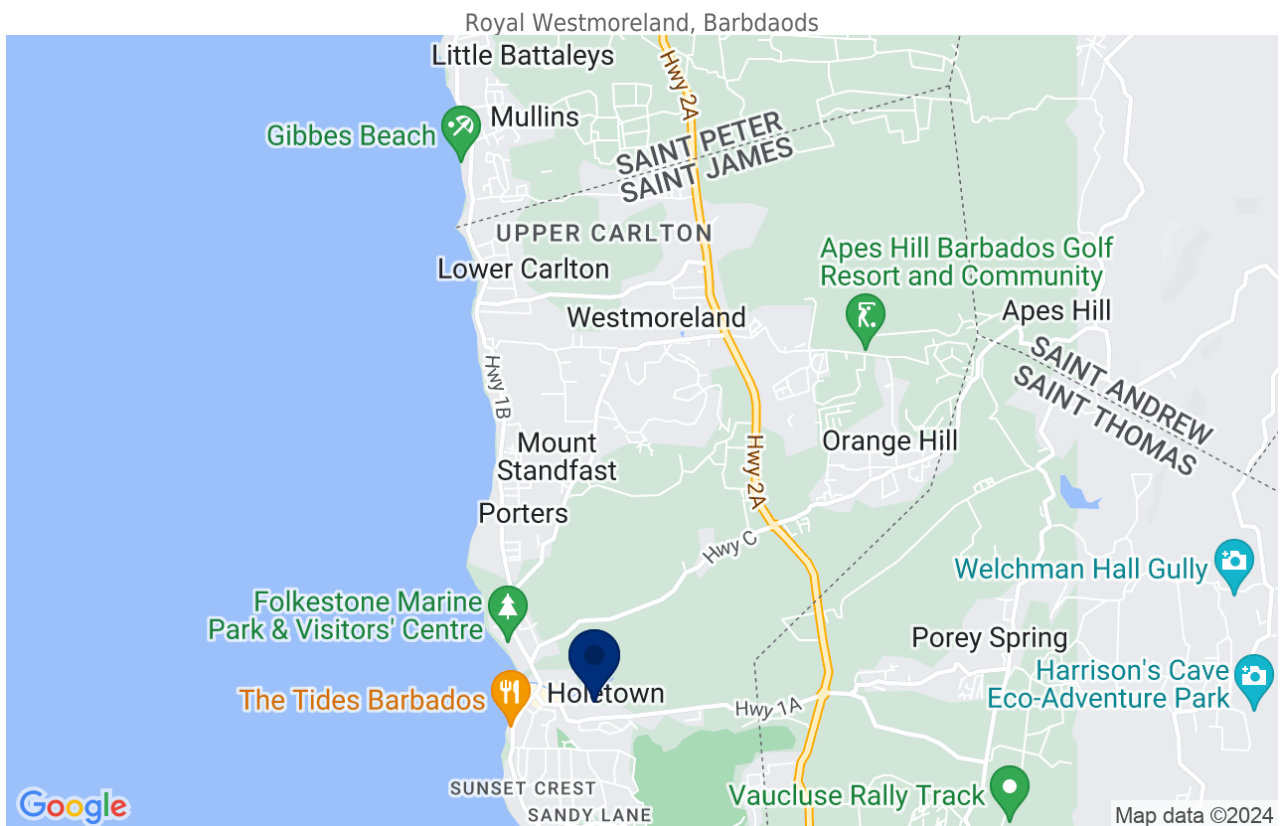 Royal Westmoreland, Barbdaods
Little Battaleys
Hwy 2A
Mullins
Gibbes Beach
SAINT PETER
SAINT JAMES
UPPER CARLTON
Lower Carlton
Apes Hill Barbados Golf
Resort and Community
Apes Hill
Westmoreland
SAINT ANDREW
SAINT THOMAS
Hwy 1B
Mount
Standfast
Orange Hill
Hwy 2A
Porters
Hwy C
Welchman Hall Gully
Folkestone Marine
Park & Visitors' Centre
Porey Spring
Harrison's Cave
Eco-Adventure Park
The Tides Barbados
Holetown
Hwy 1A
SUNSET CREST
SANDY LANE
Vaucluse Rally Track
Google
Map data ©2024